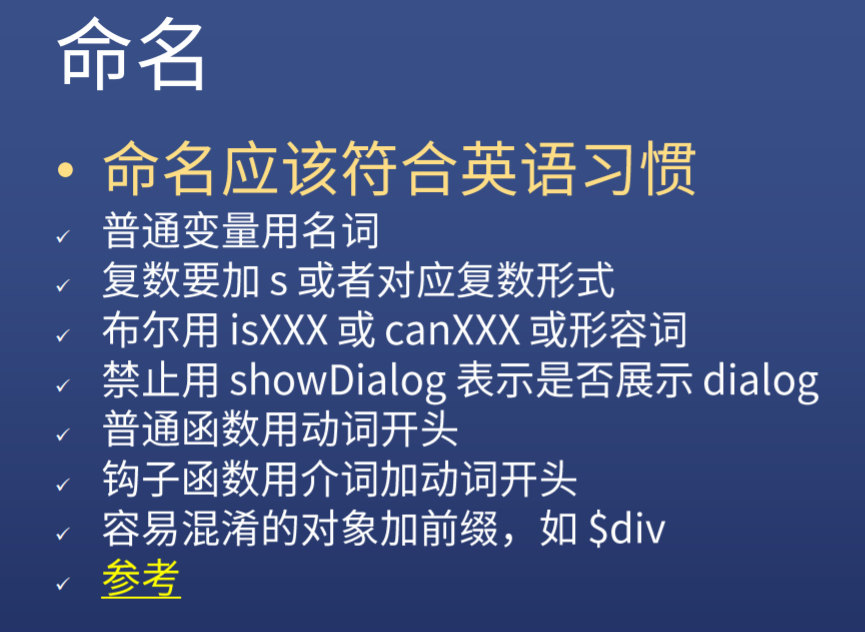 命名
• 命名应该符合英语习惯
✓ 普通变量用名词
✓ 复数要加 s 或者对应复数形式
✓ 布尔用 isXXX 或 canXXX 或形容词
✓ 禁止用 showDialog 表示是否展示 dialog
✓ 普通函数用动词开头
✓ 钩子函数用介词加动词开头
✓ 容易混淆的对象加前缀，如 $div
✓ 参考